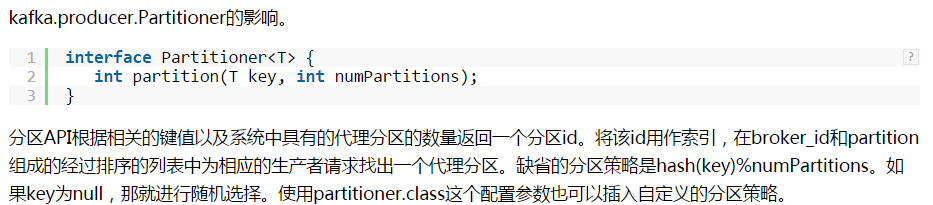 kafka.producer.Partitioner的影响。
1 interface Partitioner<T> {
2 int partition(T key, int numPartitions);
3 }
?
分区API根据相关的键值以及系统中具有的代理分区的数量返回一个分区id。将该id用作索引，在broker_id和partition
组成的经过排序的列表中为相应的生产者请求找出一个代理分区。缺省的分区策略是hash(key)%numPartitions。如
果key为null，那就进行随机选择。使用partitioner.class这个配置参数也可以插入自定义的分区策略。